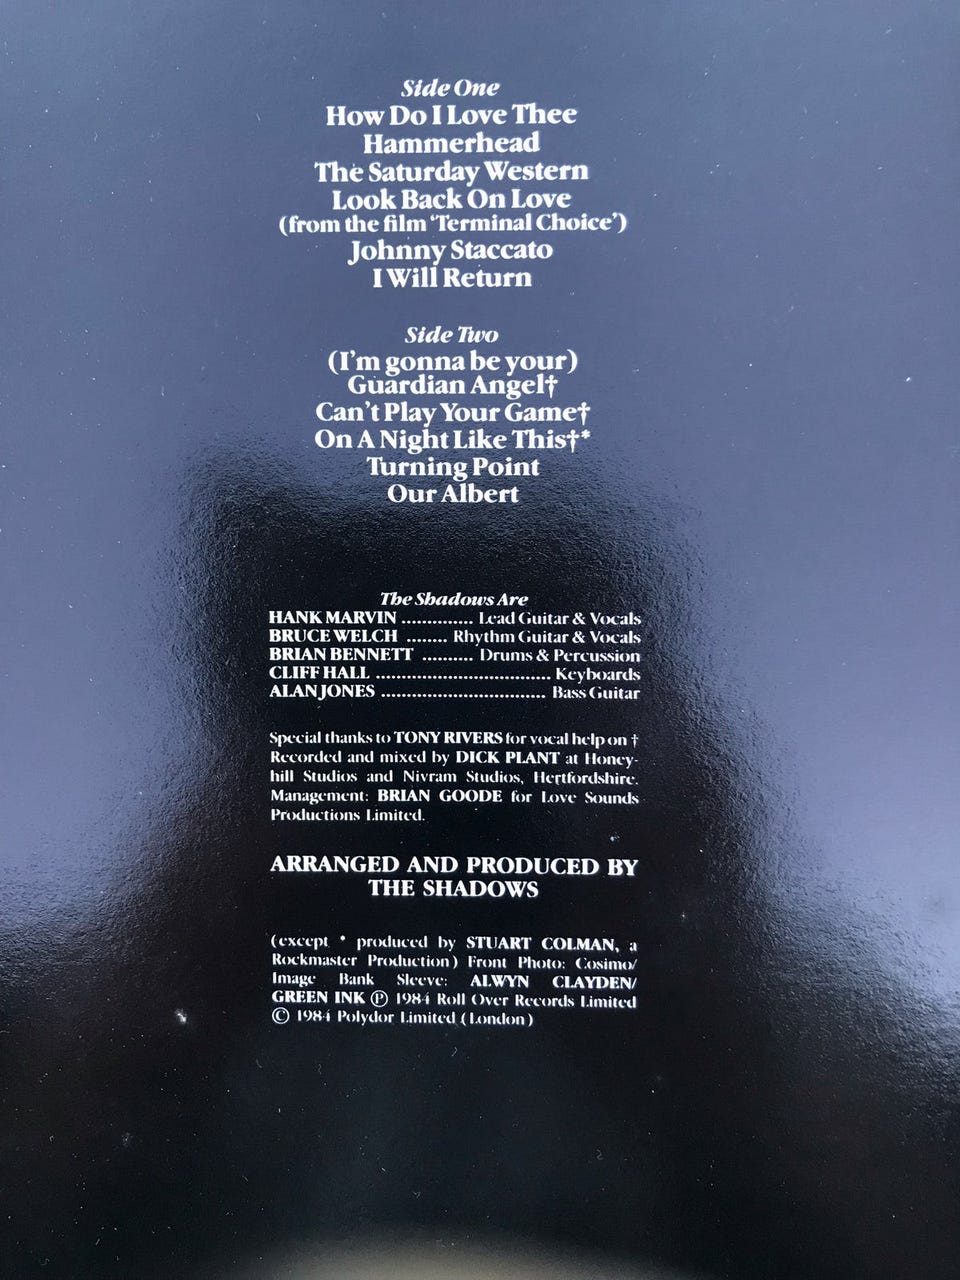 Side One
How Do I Love Thee
Hammerhead
The Saturday Western
Look Back On Love
(from the film ‘Terminal Choice’)
Johnny Staccato
I Will Return
Side Two
(I’m gonna be your)
Guardian Angel†
Can’t Play Your Game†
On A Night Like This†*
Turning Point
Our Albert
The Shadows Are
HANK MARVIN ............. Lead Guitar & Vocals
BRUCE WELCH ........ Rhythm Guitar & Vocals
BRIAN BENNETT .......... Drums & Percussion
CLIFF HALL ................................ Keyboards
ALAN JONES .............................. Bass Guitar
Special thanks to TONY RIVERS for vocal help on †
Recorded and mixed by DICK PLANT at Honey-
hill Studios and Nivram Studios, Hertfordshire.
Management: BRIAN GOODE for Love Sounds
Productions Limited.
ARRANGED AND PRODUCED BY
THE SHADOWS
(except * produced by STUART COLMAN, a
Rockmaster Production) Front Photo: Cosimo/
Image Bank Sleeve: ALWYN CLAYDEN/
GREEN INK ℗ 1984 Roll Over Records Limited
© 1984 Polydor Limited (London)